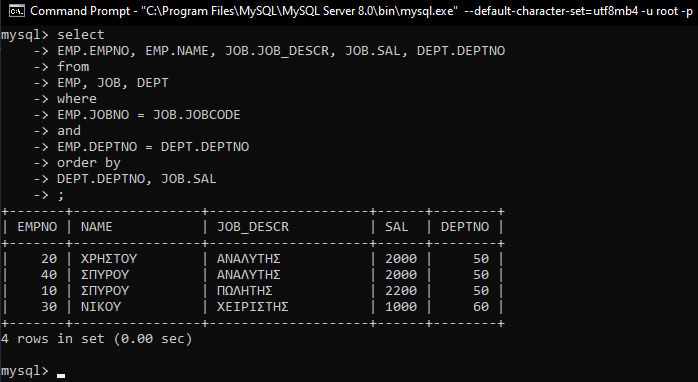 Command Prompt - "C:\Program Files\MySQL\MySQL Server 8.0\bin\mysql.exe" --default-character-set=utf8mb4 -u root -p
mysql> select
    -> EMP.EMPNO, EMP.NAME, JOB.JOB_DESCR, JOB.SAL, DEPT.DEPTNO
    -> from
    -> EMP, JOB, DEPT
    -> where
    -> EMP.JOBNO = JOB.JOBCODE
    -> and
    -> EMP.DEPTNO = DEPT.DEPTNO
    -> order by
    -> DEPT.DEPTNO, JOB.SAL
    -> ;
+-------+----------------+--------------------+------+--------+
| EMPNO | NAME           | JOB_DESCR          | SAL  | DEPTNO |
+-------+----------------+--------------------+------+--------+
|    20 | ΧΡΗΣΤΟΥ        | ΑΝΑΛΥΤΗΣ           | 2000 |     50 |
|    40 | ΣΠΥΡΟΥ         | ΑΝΑΛΥΤΗΣ           | 2000 |     50 |
|    10 | ΣΠΥΡΟΥ         | ΠΩΛΗΤΗΣ            | 2200 |     50 |
|    30 | ΝΙΚΟΥ          | ΧΕΙΡΙΣΤΗΣ          | 1000 |     60 |
+-------+----------------+--------------------+------+--------+
4 rows in set (0.00 sec)
mysql>